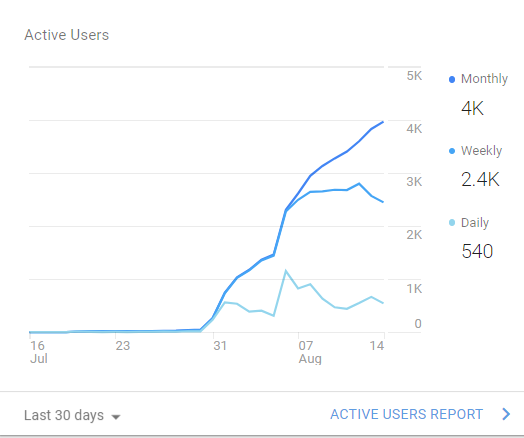 Active Users
5K
4K
3K
2K
1K
0
16 23 31 07 14
Jul Aug
Monthly
4K
Weekly
2.4K
Daily
540
Last 30 days
ACTIVE USERS REPORT